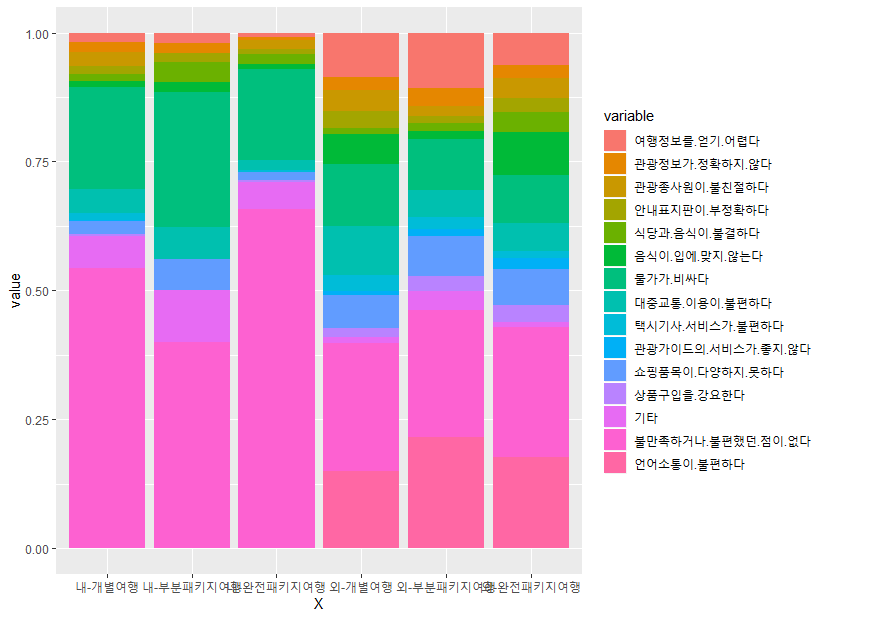 1.00
0.75
0.50
0.25
0.00
value
내-개별여행
내-부분패키지여행
완전패키지여행
외-개별여행
외-부분패키지여행
완전패키지여행
X
variable
여행정보를.얻기.어렵다
관광정보가.정확하지.않다
관광종사원이.불친절하다
안내표지판이.부정확하다
식당과.음식이.불결하다
음식이.입에.맞지.않는다
물가가.비싸다
대중교통.이용이.불편하다
택시기사.서비스가.불편하다
관광가이드의.서비스가.좋지.않다
쇼핑품목이.다양하지.못하다
상품구입을.강요한다
기타
불만족하거나.불편했던.점이.없다
언어소통이.불편하다